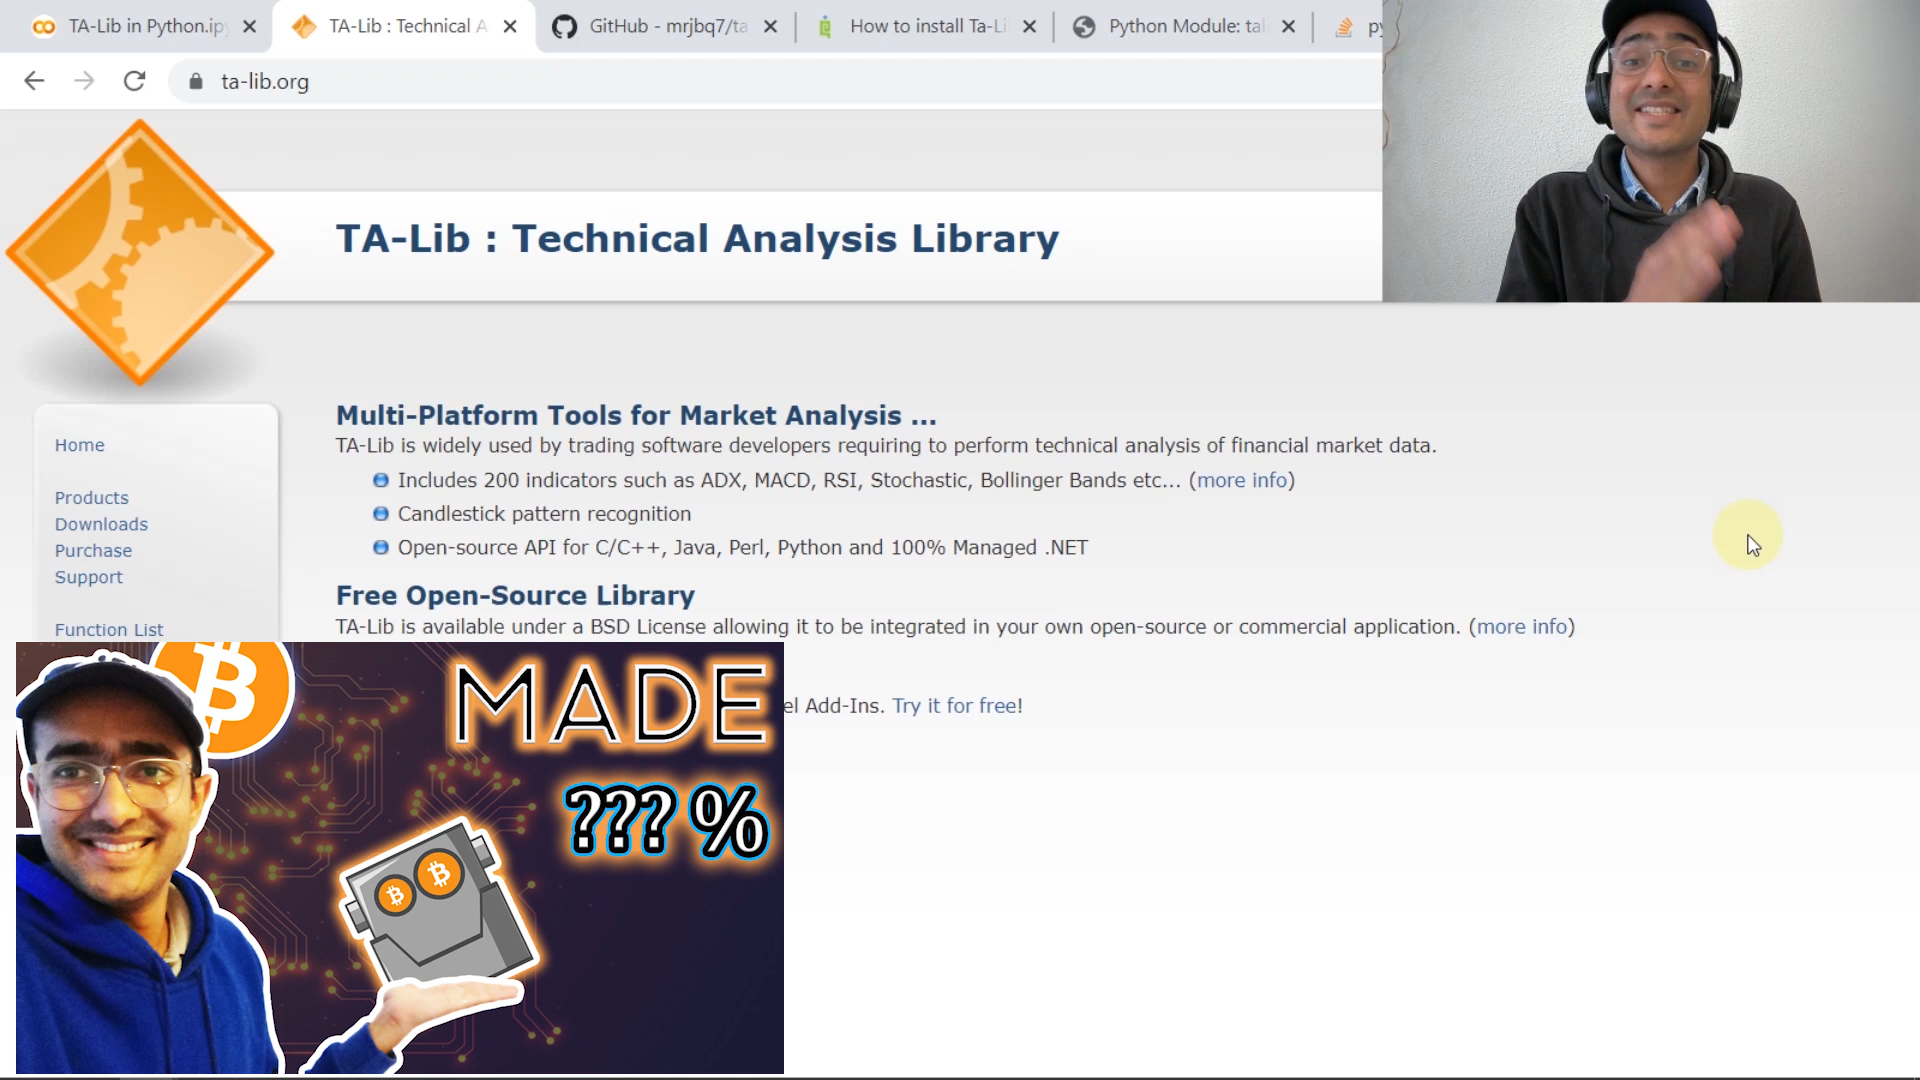 TA-Lib in Python.ipy
TA-Lib : Technical A
GitHub - mrjbq7/ta
How to install Ta-Li
Python Module: tal
py
ta-lib.org
TA-Lib : Technical Analysis Library
Multi-Platform Tools for Market Analysis ...
TA-Lib is widely used by trading software developers requiring to perform technical analysis of financial market data.
Includes 200 indicators such as ADX, MACD, RSI, Stochastic, Bollinger Bands etc... (more info)
Candlestick pattern recognition
Open-source API for C/C++, Java, Perl, Python and 100% Managed .NET
Free Open-Source Library
TA-Lib is available under a BSD License allowing it to be integrated in your own open-source or commercial application. (more info)
el Add-Ins. Try it for free!
Home
Products
Downloads
Purchase
Support
Function List
MADE
??? %